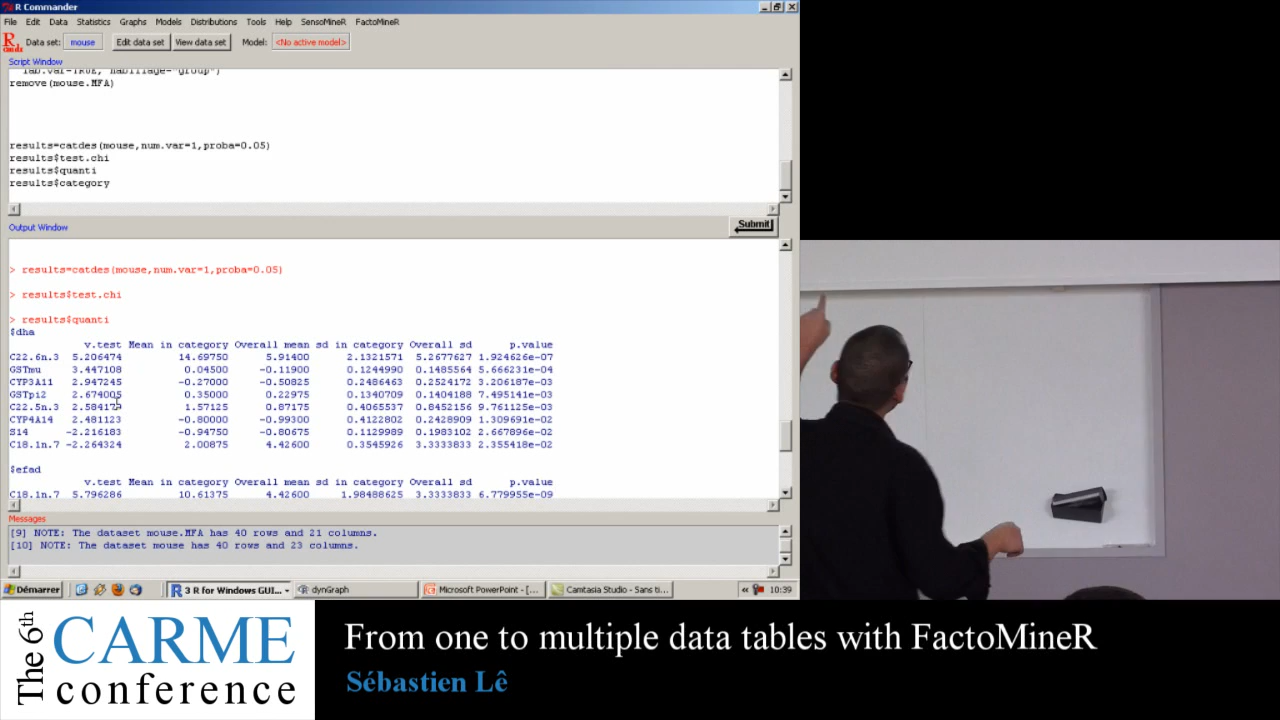 R Commander
File Edit Data Statistics Graphs Models Distributions Tools Help SensoMineR FactoMineR
R cmdr Data set: mouse Edit data set View data set Model: <No active model>
Script Window
lab.var=TRUE, habillage="group")
remove(mouse.MFA)
results=catdes(mouse,num.var=1,proba=0.05)
results$test.chi
results$quanti
results$category
Output Window
Submit
> results=catdes(mouse,num.var=1,proba=0.05)
> results$test.chi
> results$quanti
$dha
v.test Mean in category Overall mean sd in category Overall sd p.value
C22.6n.3 5.206474 14.69750 5.91400 2.1321571 5.2677627 1.924626e-07
GSTmu 3.447108 0.04500 -0.11900 0.1244990 0.1485564 5.666231e-04
CYP3A11 2.947245 -0.27000 -0.50825 0.2486463 0.2524172 3.206187e-03
GSTpi2 2.674005 0.35000 0.22975 0.1340709 0.1404188 7.495141e-03
C22.5n.3 2.584173 1.57125 0.87175 0.4065537 0.8452156 9.761125e-03
CYP4A14 2.481123 -0.80000 -0.99300 0.4122802 0.2428909 1.309691e-02
S14 -2.216183 -0.94750 -0.80675 0.1129989 0.1983102 2.667896e-02
C18.1n.7 -2.264324 2.00875 4.42600 0.3545926 3.3333833 2.355418e-02
$efad
v.test Mean in category Overall mean sd in category Overall sd p.value
C18.1n.7 5.796286 10.61375 4.42600 1.98488625 3.3333833 6.779955e-09
Messages
[9] NOTE: The dataset mouse.MFA has 40 rows and 21 columns.
[10] NOTE: The dataset mouse has 40 rows and 23 columns.
Démarrer 3 R for Windows GUI... dynGraph Microsoft PowerPoint - [... Camtasia Studio - Sans ti... « 10:39
The 6th CARME conference
From one to multiple data tables with FactoMineR
Sébastien Lê